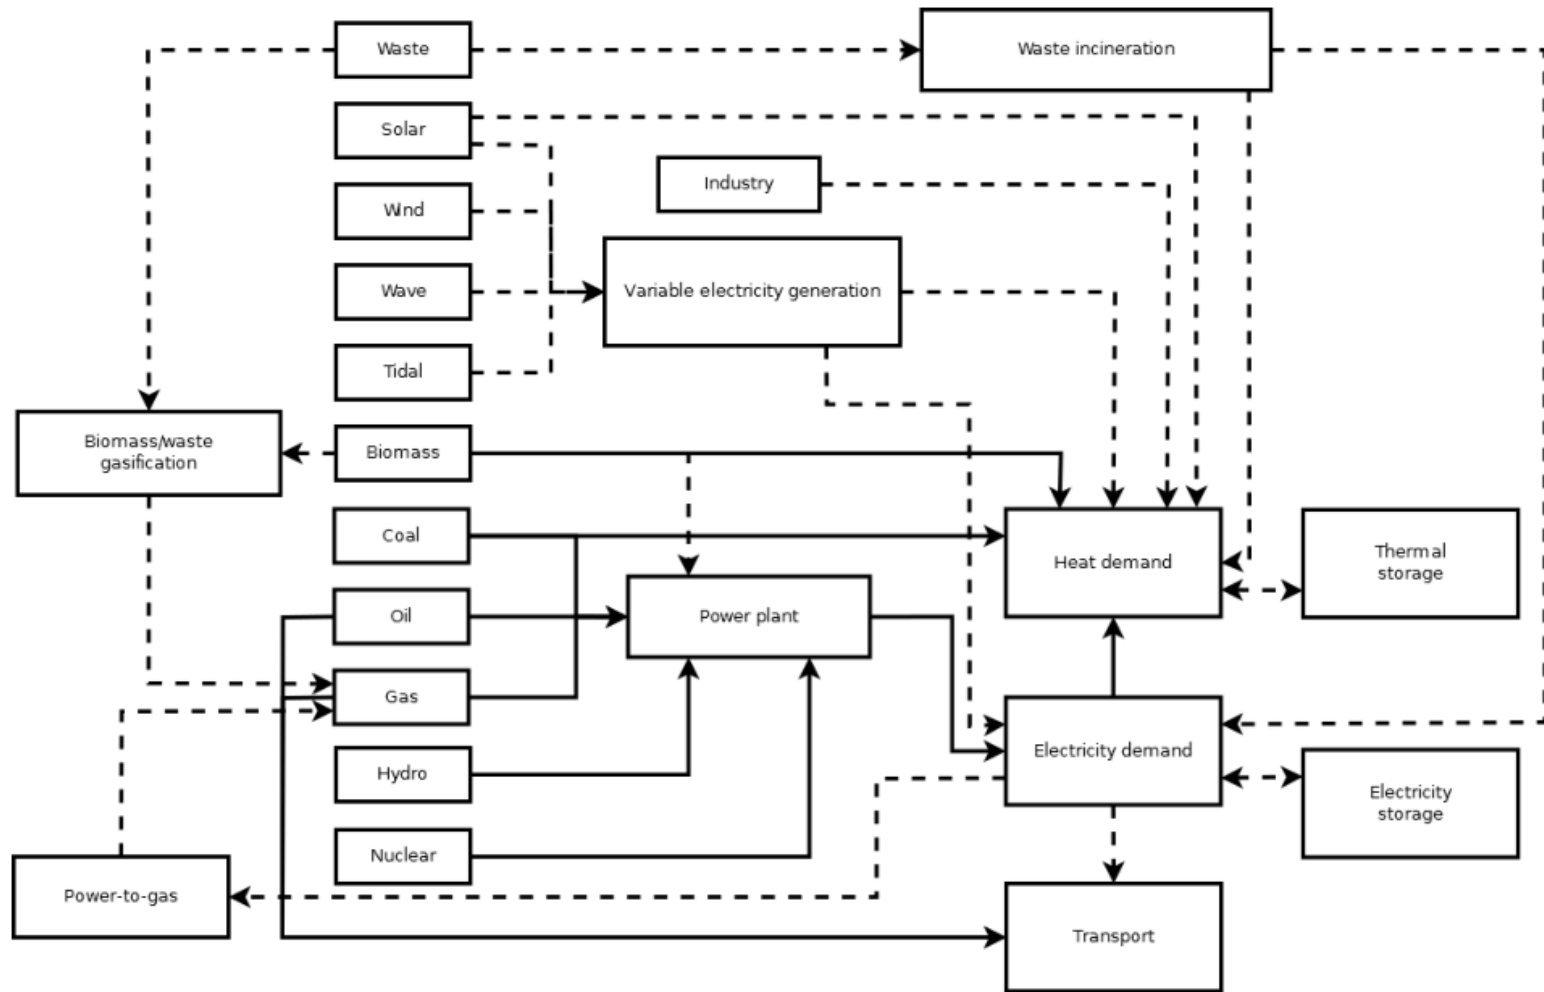 Waste
Waste incineration
Solar
Industry
Wind
Variable electricity generation
Wave
Tidal
Biomass/waste
gasification
Biomass
Coal
Heat demand
Thermal
storage
Oil
Power plant
Gas
Electricity demand
Hydro
Electricity
storage
Nuclear
Power-to-gas
Transport